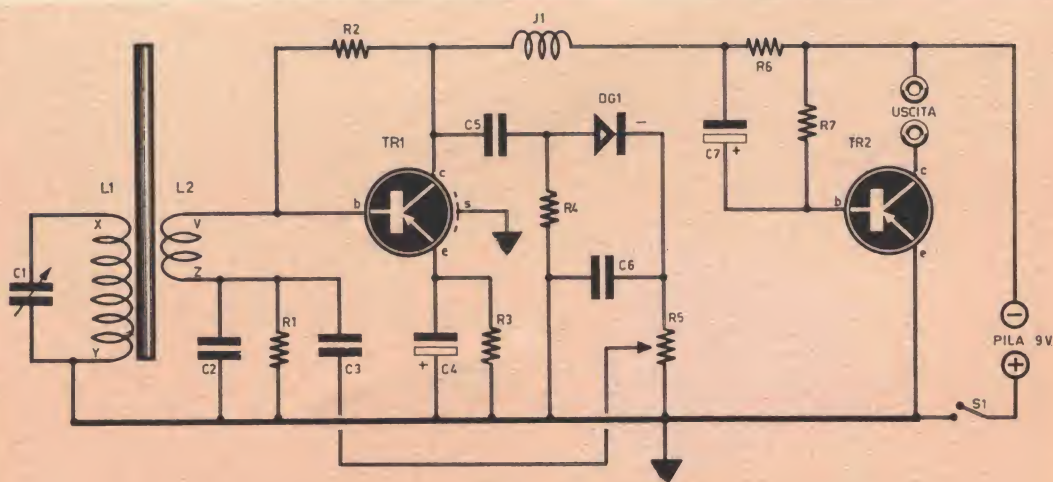 R2
J1
R6
DG1
−
USCITA
C5
R7
TR1
C7
+
TR2
c
c
L1
L2
X
V
b
s
R4
b
C1
e
C6
e
Z
−
R1
R3
R5
PILA 9V
Y
C2
C3
+
C4
+
S1